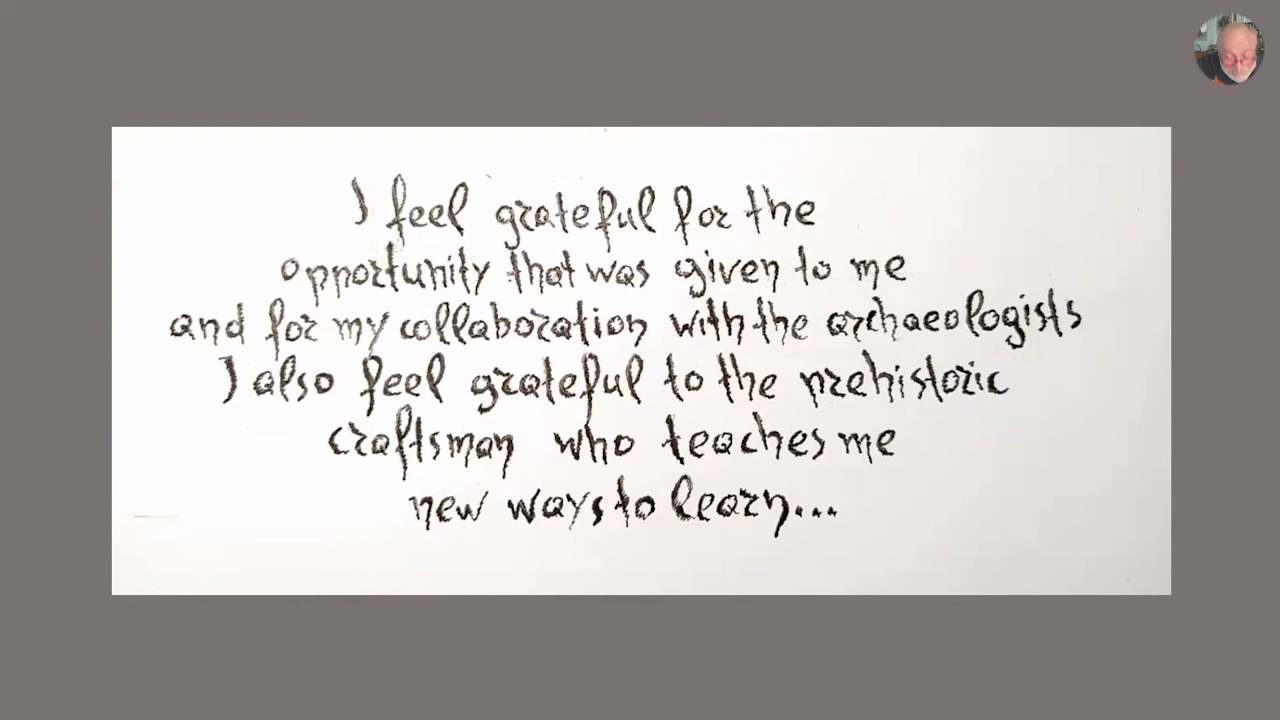 I feel grateful for the
opportunity that was given to me
and for my collaboration with the archaeologists
I also feel grateful to the prehistoric
craftsman who teaches me
new ways to learn...